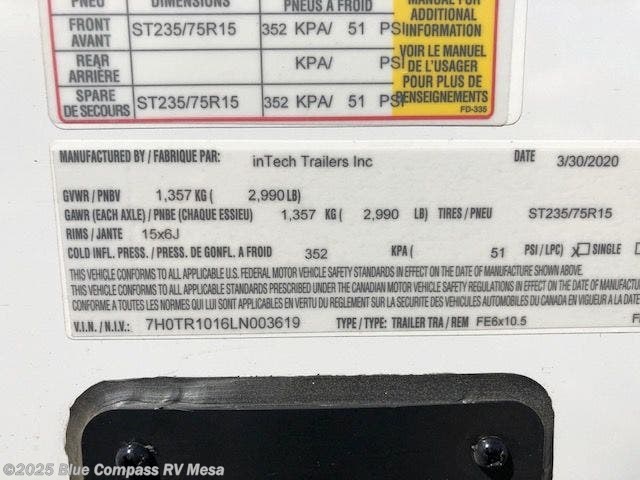 PNEU DIMENSIONS PNEUS À FROID MANUAL FOR
ADDITIONAL
INFORMATION
FRONT
AVANT ST235/75R15 352 KPA/ 51 PSI
VOIR LE MANUEL
DE L'USAGER
POUR PLUS DE
RENSEIGNEMENTS
REAR
ARRIÈRE KPA/ PSI
SPARE
DE SECOURS ST235/75R15 352 KPA/ 51 PSI
FD-335
MANUFACTURED BY / FABRIQUE PAR: inTech Trailers Inc DATE 3/30/2020
GVWR / PNBV 1,357 KG ( 2,990 LB)
GAWR (EACH AXLE) / PNBE (CHAQUE ESSIEU) 1,357 KG ( 2,990 LB) TIRES / PNEU ST235/75R15
RIMS / JANTE 15x6J
COLD INFL. PRESS. / PRESS. DE GONFL. A FROID 352 KPA ( 51 PSI / LPC) X SINGLE
THIS VEHICLE CONFORMS TO ALL APPLICABLE U.S. FEDERAL MOTOR VEHICLE SAFETY STANDARDS IN EFFECT ON THE DATE OF MANUFACTURE SHOWN ABOVE.
THIS VEHICLE CONFORMS TO ALL APPLICABLE STANDARDS PRESCRIBED UNDER THE CANADIAN MOTOR VEHICLE SAFETY REGULATIONS IN EFFECT ON THE DATE OF MANUFACTURE
CONFORME A TOUTES LES NORMES QUI LUI SONT APPLICABLES EN VERTU DU REGLEMENT SUR LA SECURITE DES VEHICULES AUTOMOBILES DU CANADA EN VIGUEUR A LA DATE
V.I.N. / N.I.V.: 7H0TR1016LN003619 TYPE / TYPE: TRAILER TRA / REM FE6x10.5
©2025 Blue Compass RV Mesa